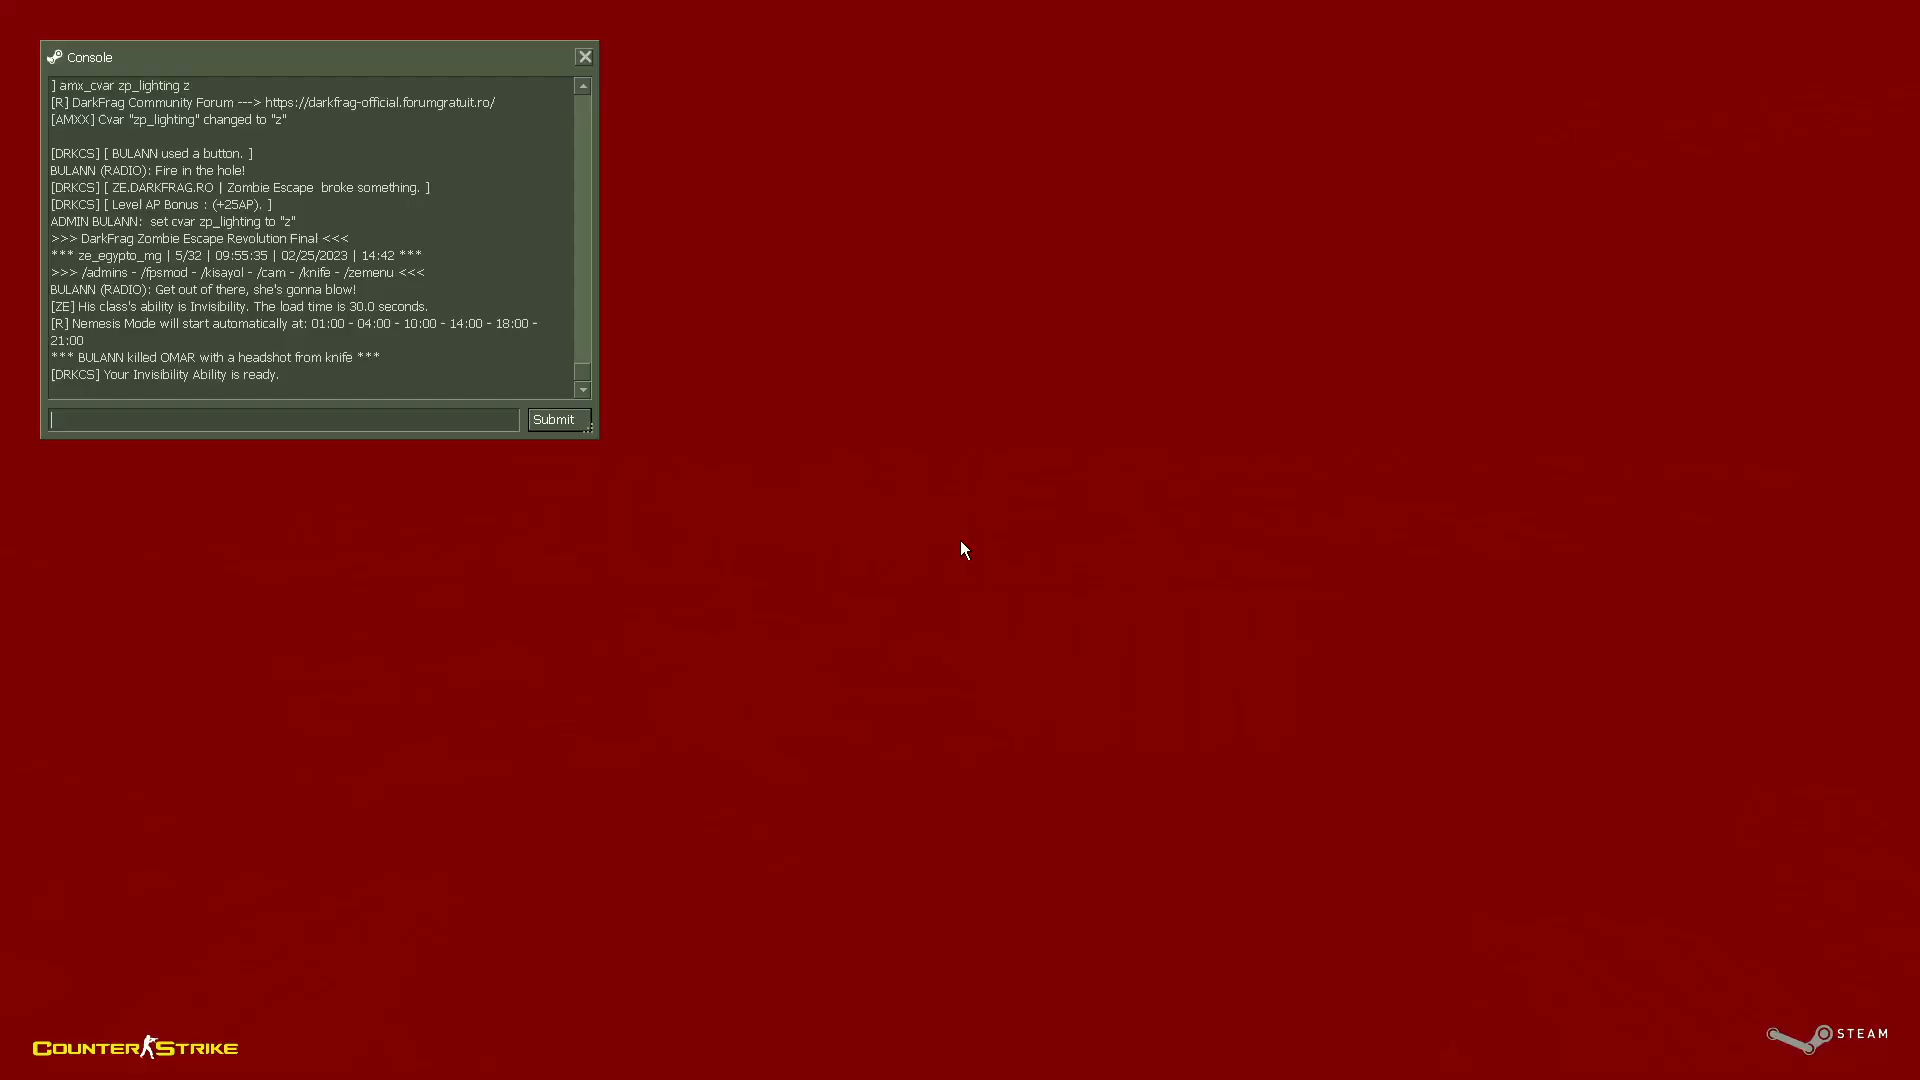 Console
] amx_cvar zp_lighting z
[R] DarkFrag Community Forum ---> https://darkfrag-official.forumgratuit.ro/
[AMXX] Cvar "zp_lighting" changed to "z"
[DRKCS] [ BULANN used a button. ]
BULANN (RADIO): Fire in the hole!
[DRKCS] [ ZE.DARKFRAG.RO | Zombie Escape  broke something. ]
[DRKCS] [ Level AP Bonus : (+25AP). ]
ADMIN BULANN:  set cvar zp_lighting to "z"
>>> DarkFrag Zombie Escape Revolution Final <<<
*** ze_egypto_mg | 5/32 | 09:55:35 | 02/25/2023 | 14:42 ***
>>> /admins - /fpsmod - /kisayol - /cam - /knife - /zemenu <<<
BULANN (RADIO): Get out of there, she's gonna blow!
[ZE] His class's ability is Invisibility. The load time is 30.0 seconds.
[R] Nemesis Mode will start automatically at: 01:00 - 04:00 - 10:00 - 14:00 - 18:00 -
21:00
*** BULANN killed OMAR with a headshot from knife ***
[DRKCS] Your Invisibility Ability is ready.
Submit
COUNTER STRIKE
STEAM